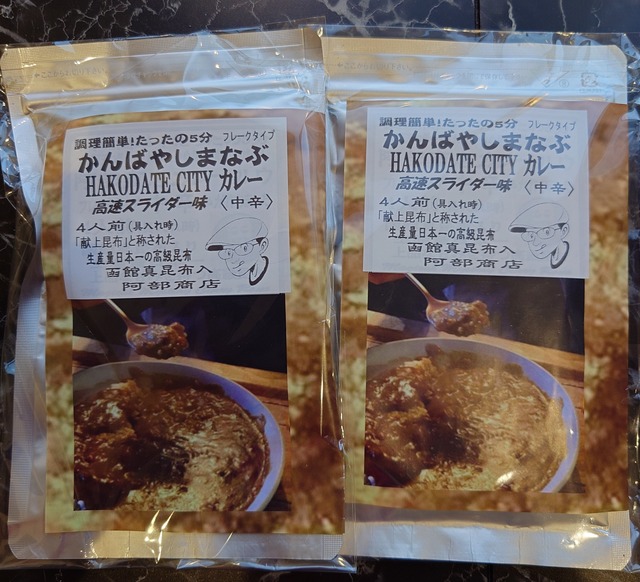 調理簡単!たったの5分 フレークタイプ
かんばやしまなぶ
HAKODATE CITY カレー
高速スライダー味〈中辛〉
4人前(具入れ時)
「献上昆布」と称された
生産量日本一の高級昆布
函館真昆布入
阿部商店
調理簡単!たったの5分 フレークタイプ
かんばやしまなぶ
HAKODATE CITY カレー
高速スライダー味〈中辛〉
4人前(具入れ時)
「献上昆布」と称された
生産量日本一の高級昆布
函館真昆布入
阿部商店